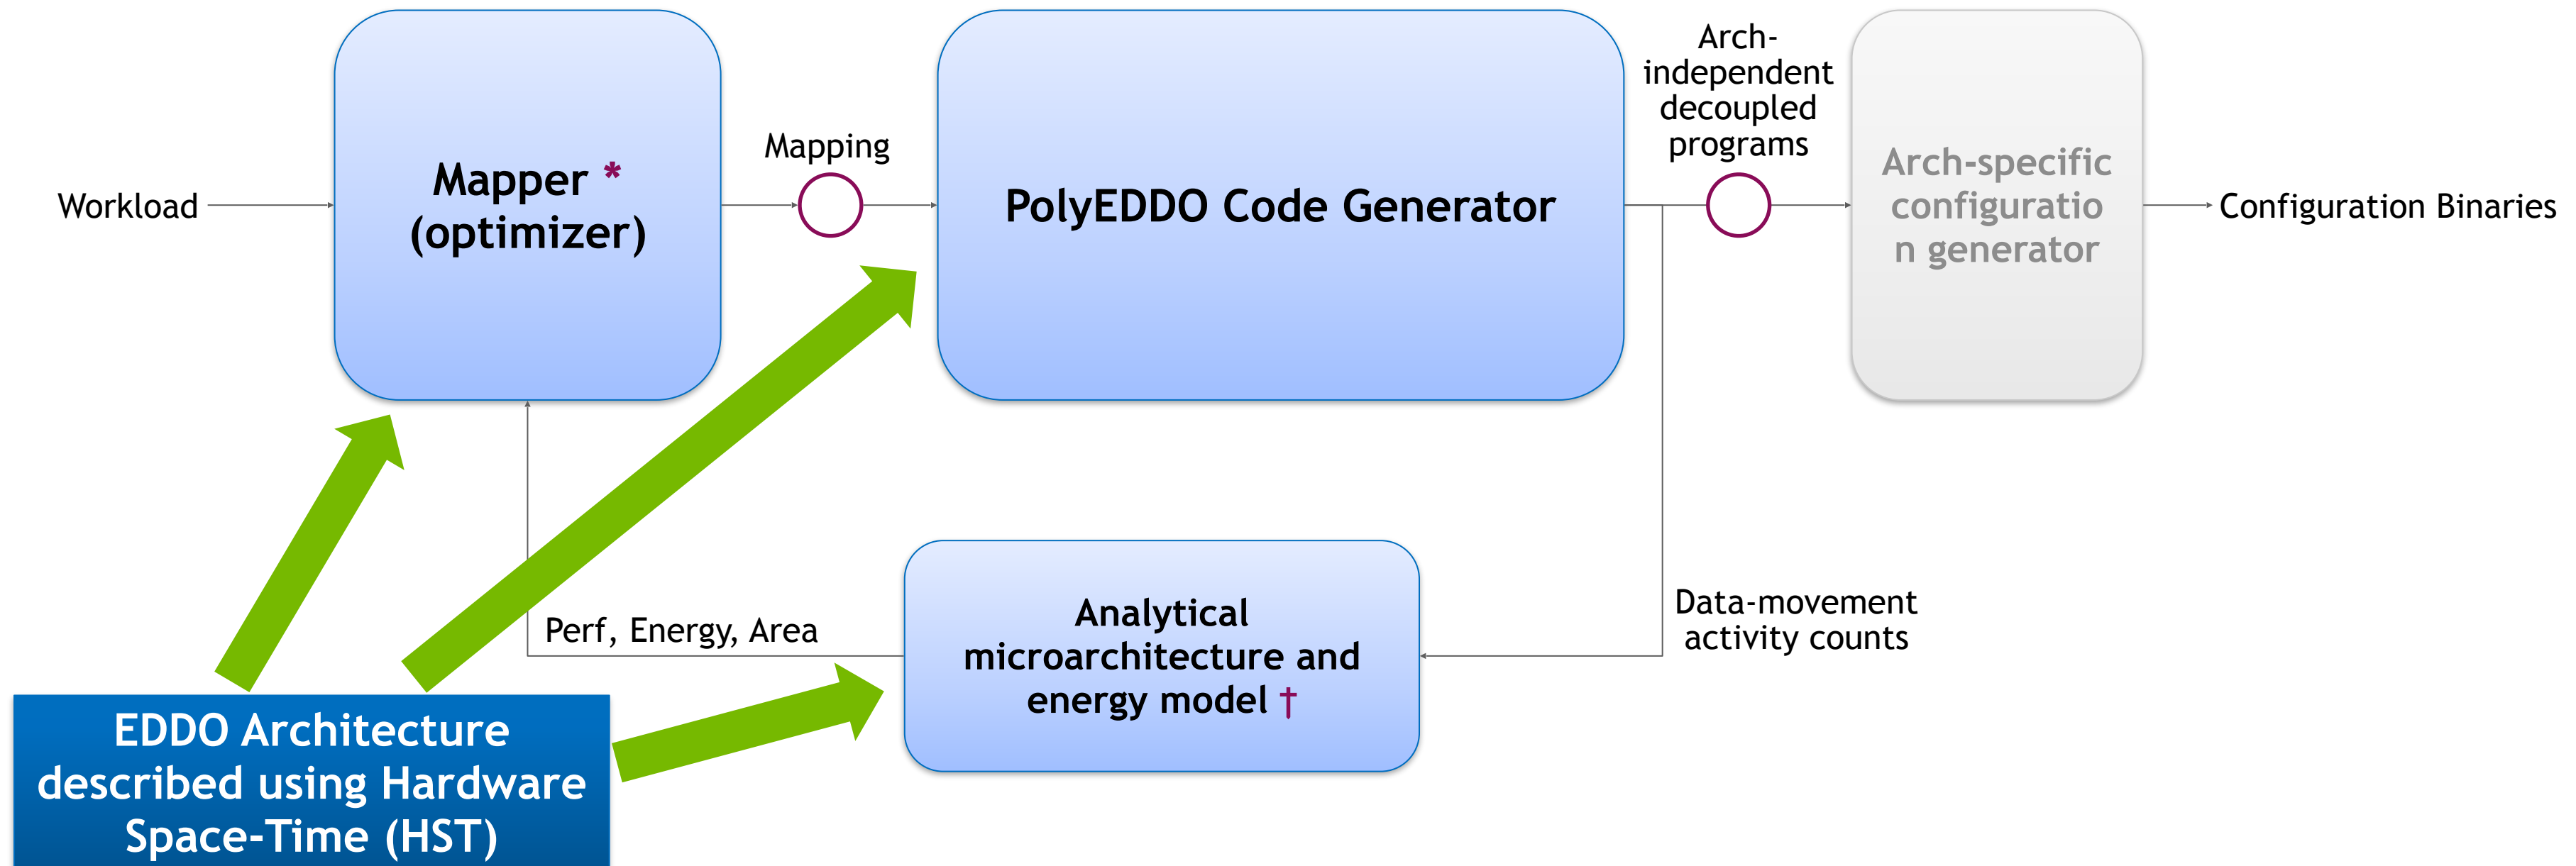 Workload
Mapper *
(optimizer)
Mapping
PolyEDDO Code Generator
Arch-
independent
decoupled
programs
Arch-specific
configuratio
n generator
Configuration Binaries
Perf, Energy, Area
Analytical
microarchitecture and
energy model †
Data-movement
activity counts
EDDO Architecture
described using Hardware
Space-Time (HST)